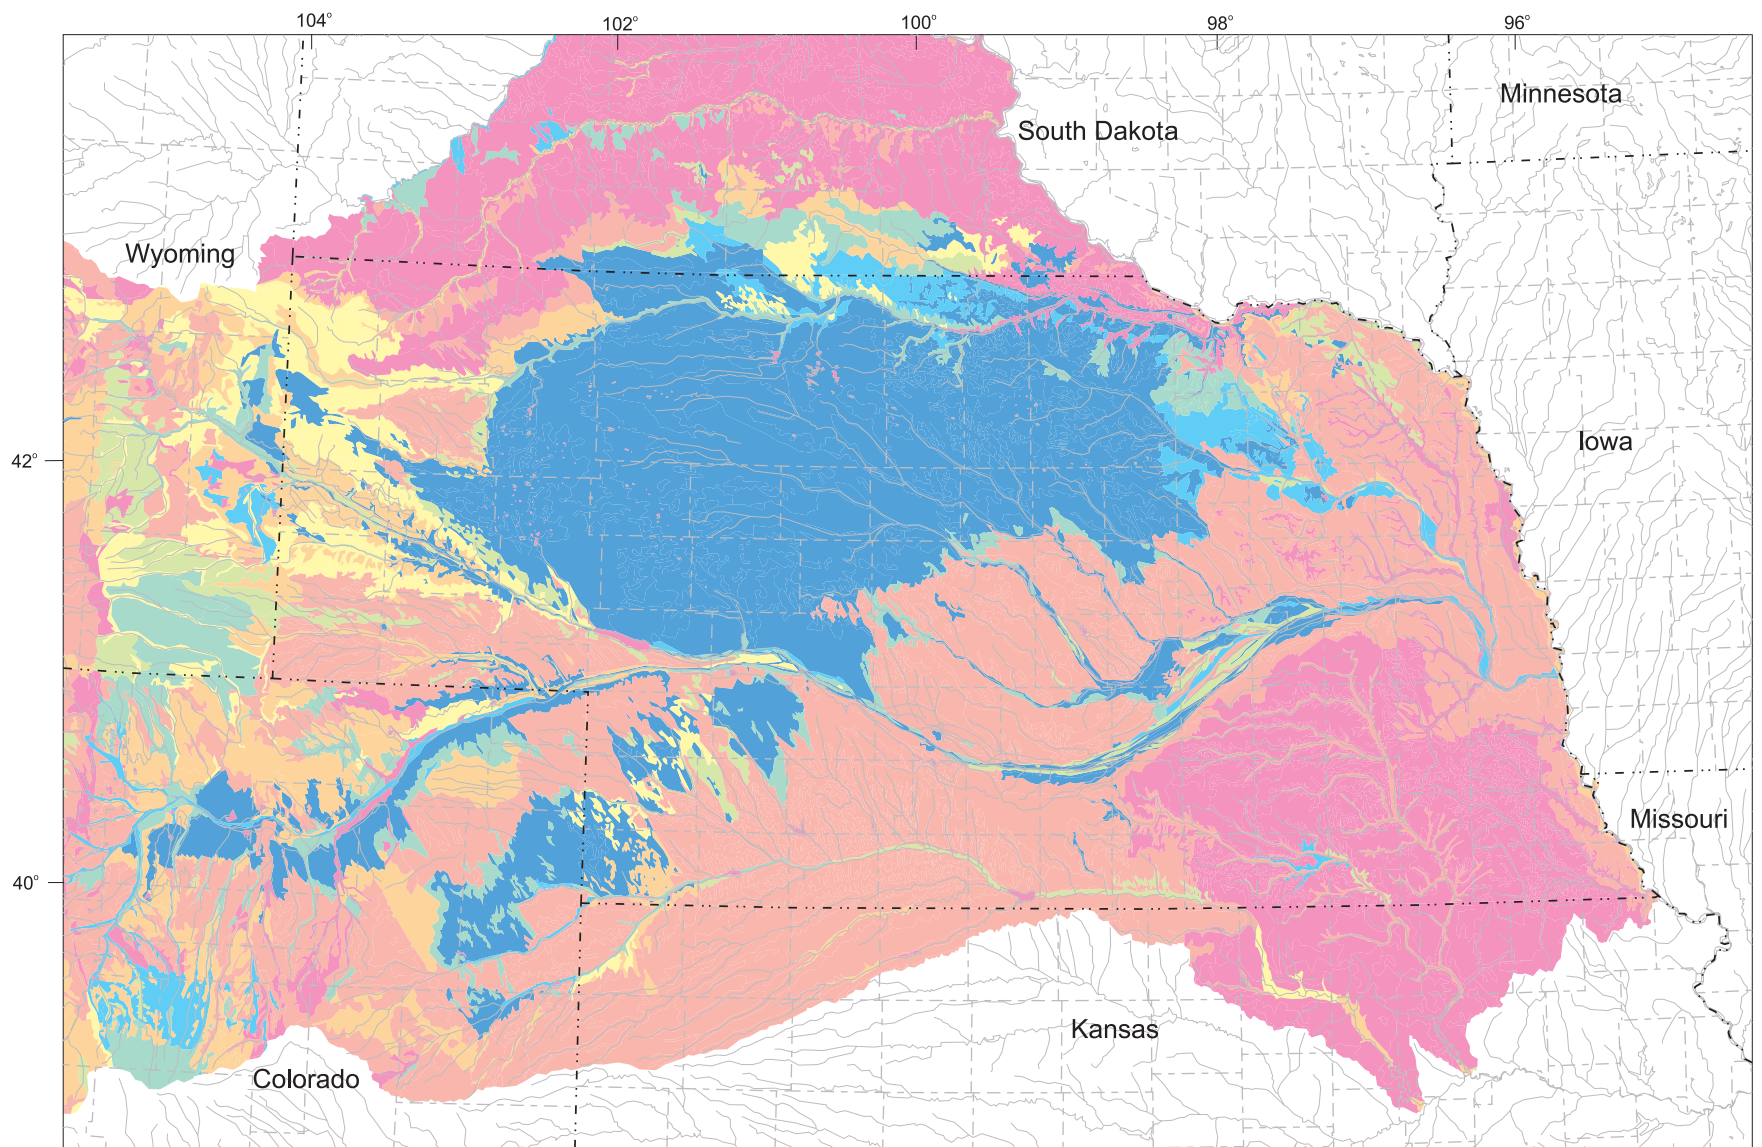 104°
102°
100°
98°
96°
Minnesota
South Dakota
Wyoming
Iowa
42°
Missouri
40°
Kansas
Colorado